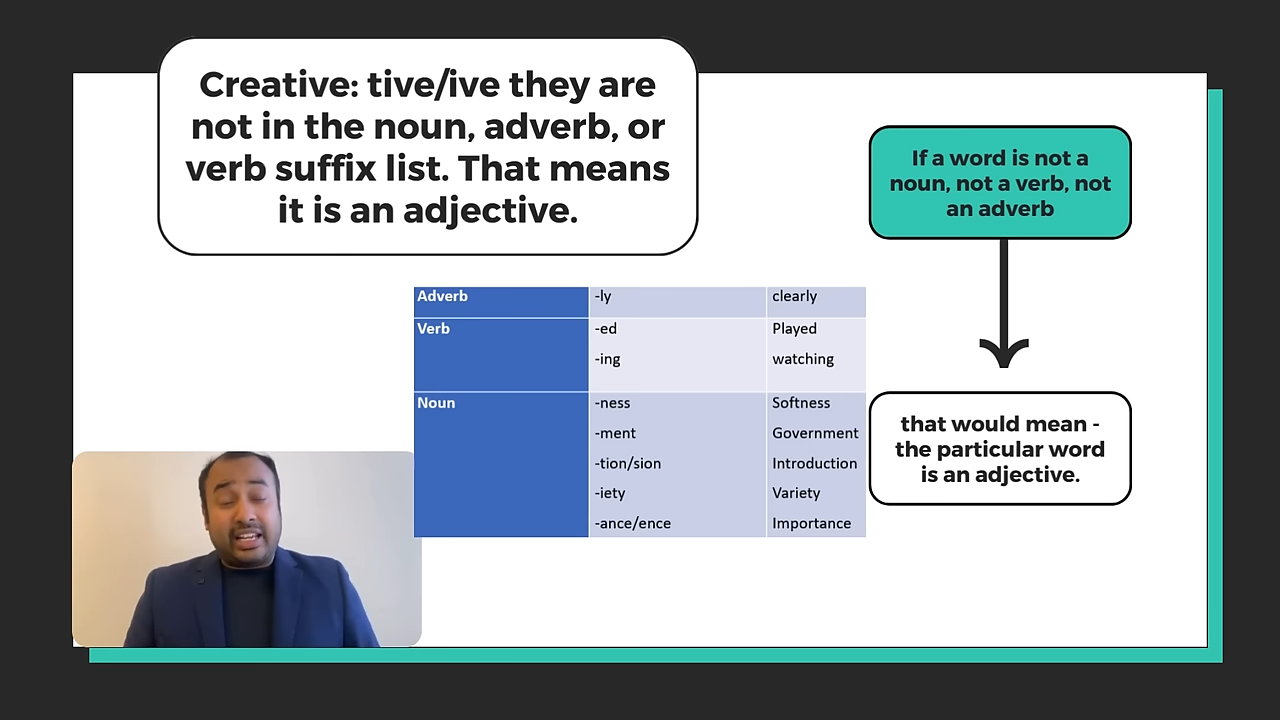 Creative: tive/ive they are
not in the noun, adverb, or
verb suffix list. That means
it is an adjective.
If a word is not a
noun, not a verb, not
an adverb
that would mean -
the particular word
is an adjective.
Adverb -ly clearly
Verb -ed Played
-ing watching
Noun -ness Softness
-ment Government
-tion/sion Introduction
-iety Variety
-ance/ence Importance